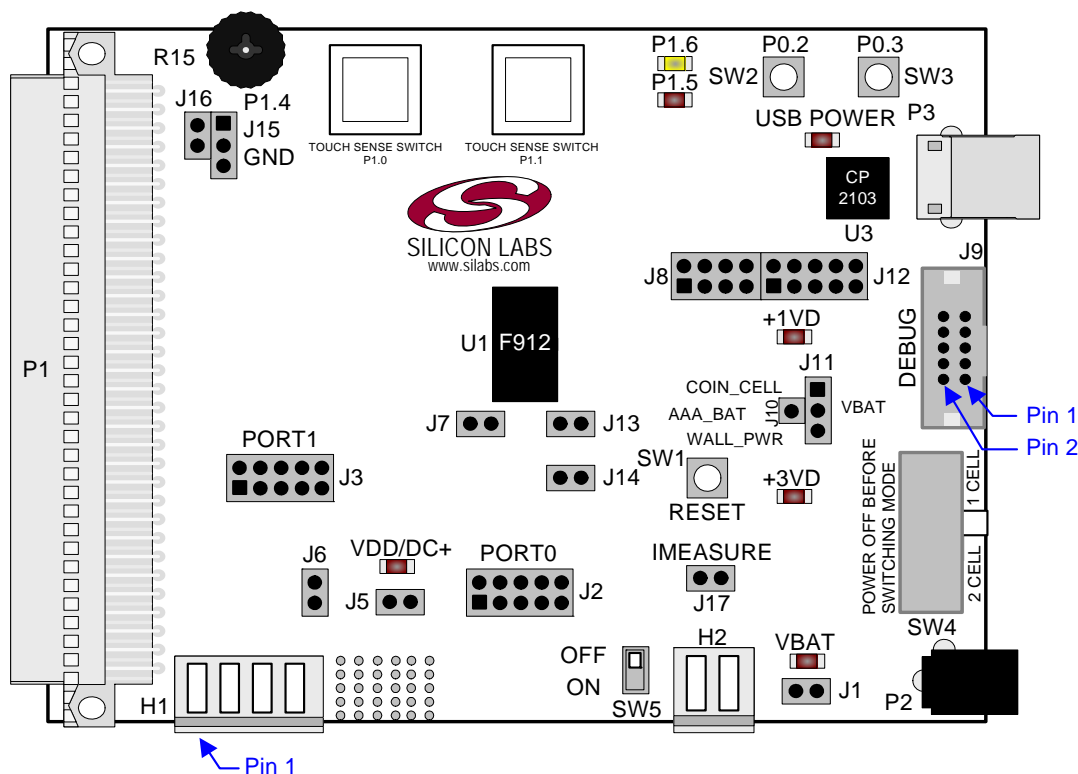 P1.6
P0.2
P0.3
R15
SW2
SW3
P1.5
J16
P1.4
USB POWER
P3
J15
GND
TOUCH SENSE SWITCH
P1.0
TOUCH SENSE SWITCH
P1.1
CP
2103
U3
SILICON LABS
www.silabs.com
J9
J8
J12
+1VD
U1
F912
DEBUG
P1
J11
COIN_CELL
J10
AAA_BAT
VBAT
WALL_PWR
Pin 1
Pin 2
J7
J13
PORT1
SW1
J3
J14
+3VD
RESET
POWER OFF BEFORE
SWITCHING MODE
1 CELL
2 CELL
J6
VDD/DC+
PORT0
IMEASURE
J5
J2
J17
SW4
H2
VBAT
OFF
ON
H1
SW5
J1
P2
Pin 1